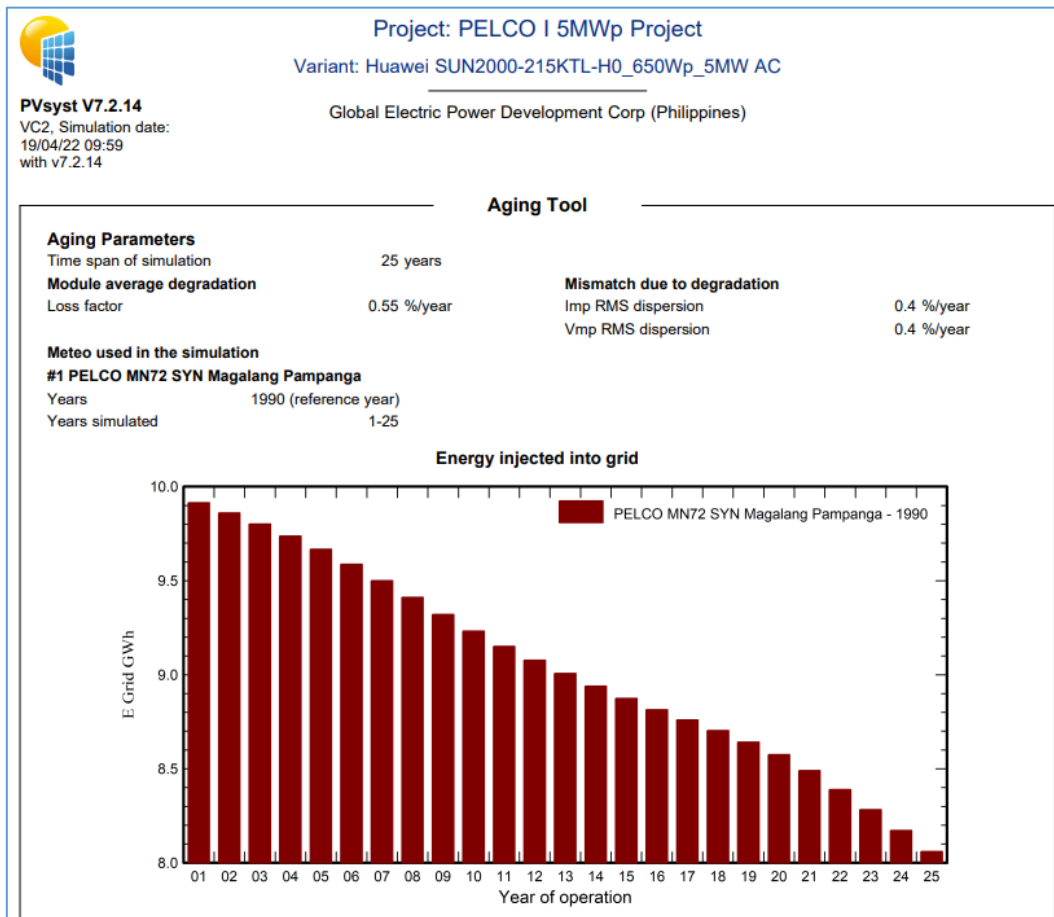 Project: PELCO I 5MWp Project
Variant: Huawei SUN2000-215KTL-H0_650Wp_5MW AC
PVsyst V7.2.14
VC2, Simulation date:
19/04/22 09:59
with v7.2.14
Global Electric Power Development Corp (Philippines)
Aging Tool
Aging Parameters
Time span of simulation 25 years
Module average degradation
Loss factor 0.55 %/year
Mismatch due to degradation
Imp RMS dispersion 0.4 %/year
Vmp RMS dispersion 0.4 %/year
Meteo used in the simulation
#1 PELCO MN72 SYN Magalang Pampanga
Years 1990 (reference year)
Years simulated 1-25
Energy injected into grid
PELCO MN72 SYN Magalang Pampanga - 1990
E Grid GWh
10.0
9.5
9.0
8.5
8.0
01 02 03 04 05 06 07 08 09 10 11 12 13 14 15 16 17 18 19 20 21 22 23 24 25
Year of operation